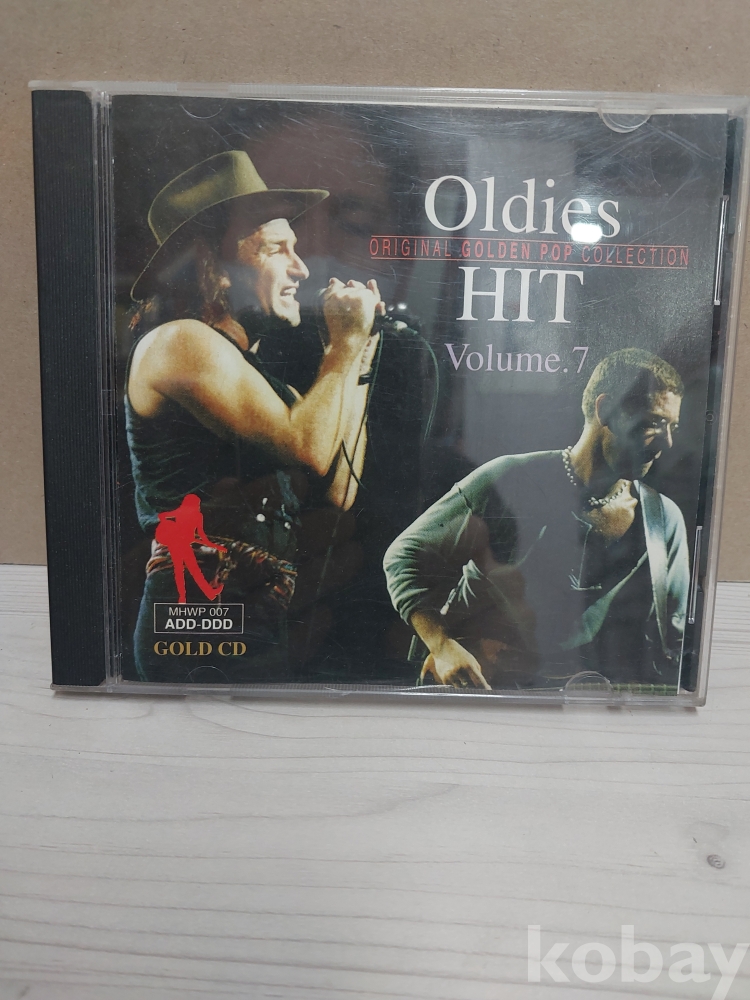 Oldies
ORIGINAL GOLDEN POP COLLECTION
HIT
Volume.7
MHWP 007
ADD-DDD
GOLD CD
kobay